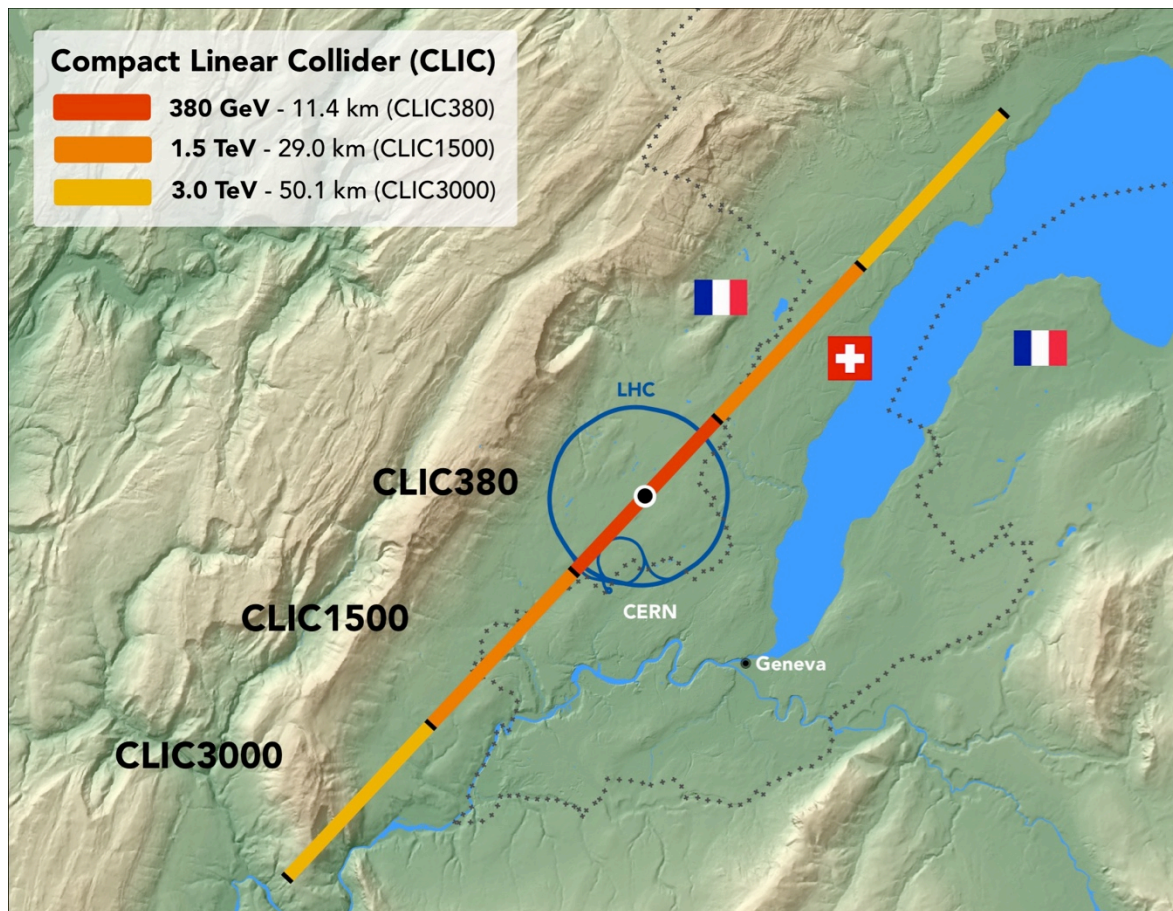 Compact Linear Collider (CLIC)
380 GeV - 11.4 km (CLIC380)
1.5 TeV - 29.0 km (CLIC1500)
3.0 TeV - 50.1 km (CLIC3000)
LHC
CLIC380
CLIC1500
CERN
Geneva
CLIC3000